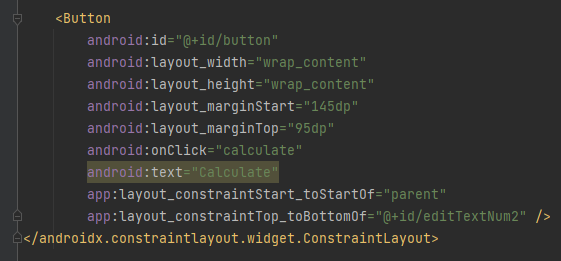 <Button
android:id="@+id/button"
android:layout_width="wrap_content"
android:layout_height="wrap_content"
android:layout_marginStart="145dp"
android:layout_marginTop="95dp"
android:onClick="calculate"
android:text="Calculate"
app:layout_constraintStart_toStartOf="parent"
app:layout_constraintTop_toBottomOf="@+id/editTextNum2" />
</androidx.constraintlayout.widget.ConstraintLayout>